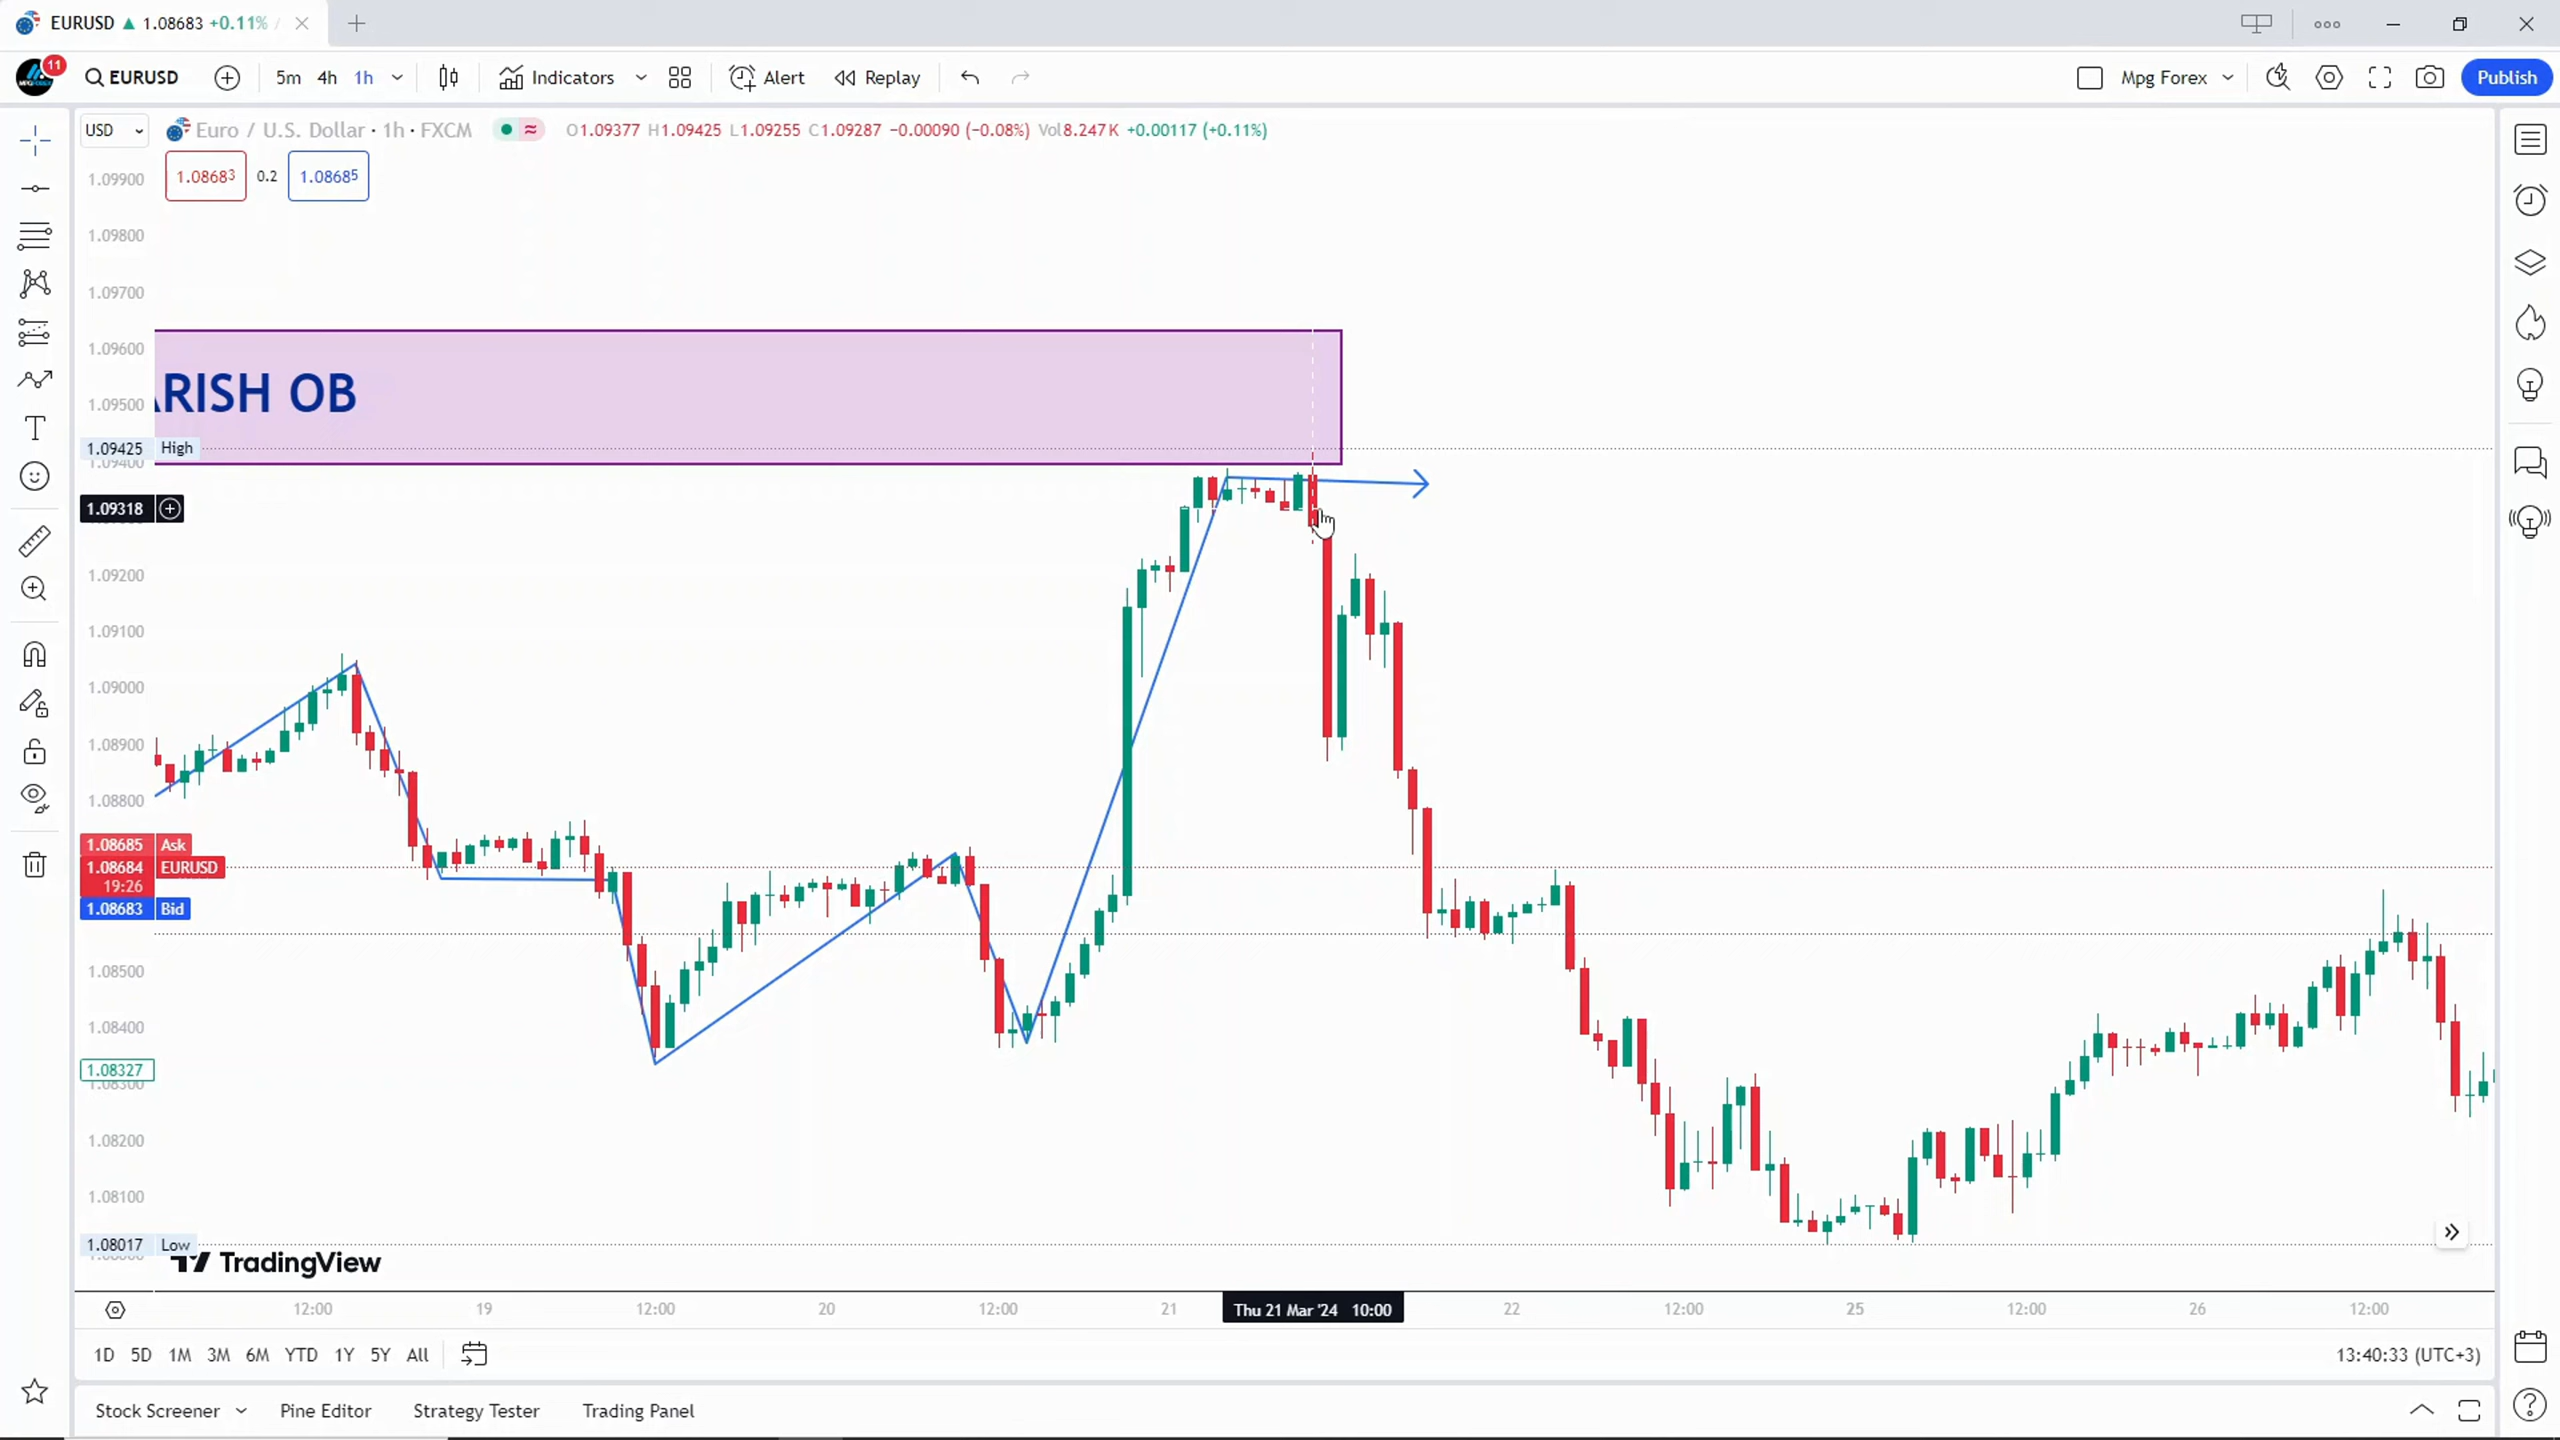 EURUSD ▲ 1.08683 +0.11% /
11
EURUSD 5m 4h 1h Indicators Alert Replay Mpg Forex Publish
USD Euro / U.S. Dollar · 1h · FXCM O1.09377 H1.09425 L1.09255 C1.09287 −0.00090 (−0.08%) Vol8.247K +0.00117 (+0.11%)
1.08683 0.2 1.08685
1.09900
1.09800
1.09700
1.09600
ARISH OB
1.09500
1.09425 High
1.09400
1.09318
1.09200
1.09100
1.09000
1.08900
1.08800
1.08685 Ask
1.08684 EURUSD
19:26
1.08683 Bid
1.08500
1.08400
1.08327
1.08300
1.08200
1.08100
1.08017 Low
TradingView
12:00 19 12:00 20 12:00 21 Thu 21 Mar '24 10:00 22 12:00 25 12:00 26 12:00
1D 5D 1M 3M 6M YTD 1Y 5Y All 13:40:33 (UTC+3)
Stock Screener Pine Editor Strategy Tester Trading Panel